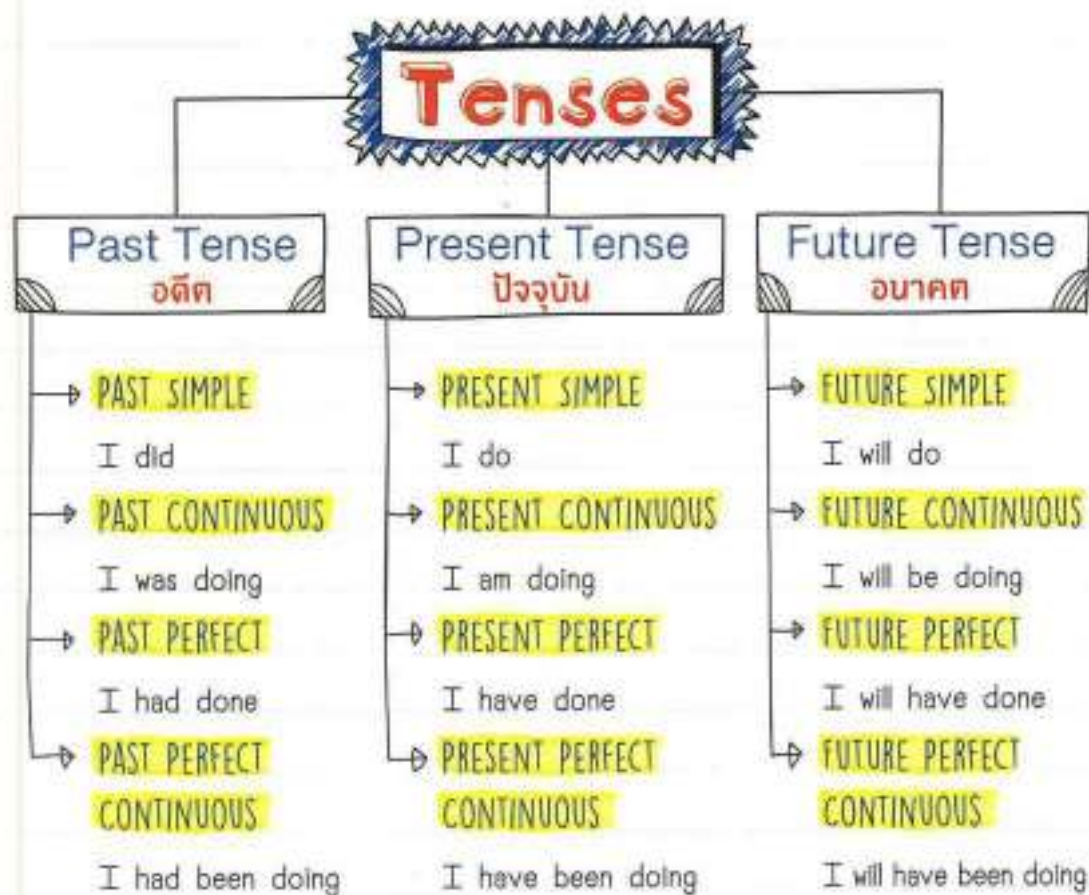 Tenses
Past Tense
อดีต
PAST SIMPLE
I did
PAST CONTINUOUS
I was doing
PAST PERFECT
I had done
PAST PERFECT
CONTINUOUS
I had been doing
Present Tense
ปัจจุบัน
PRESENT SIMPLE
I do
PRESENT CONTINUOUS
I am doing
PRESENT PERFECT
I have done
PRESENT PERFECT
CONTINUOUS
I have been doing
Future Tense
อนาคต
FUTURE SIMPLE
I will do
FUTURE CONTINUOUS
I will be doing
FUTURE PERFECT
I will have done
FUTURE PERFECT
CONTINUOUS
I will have been doing